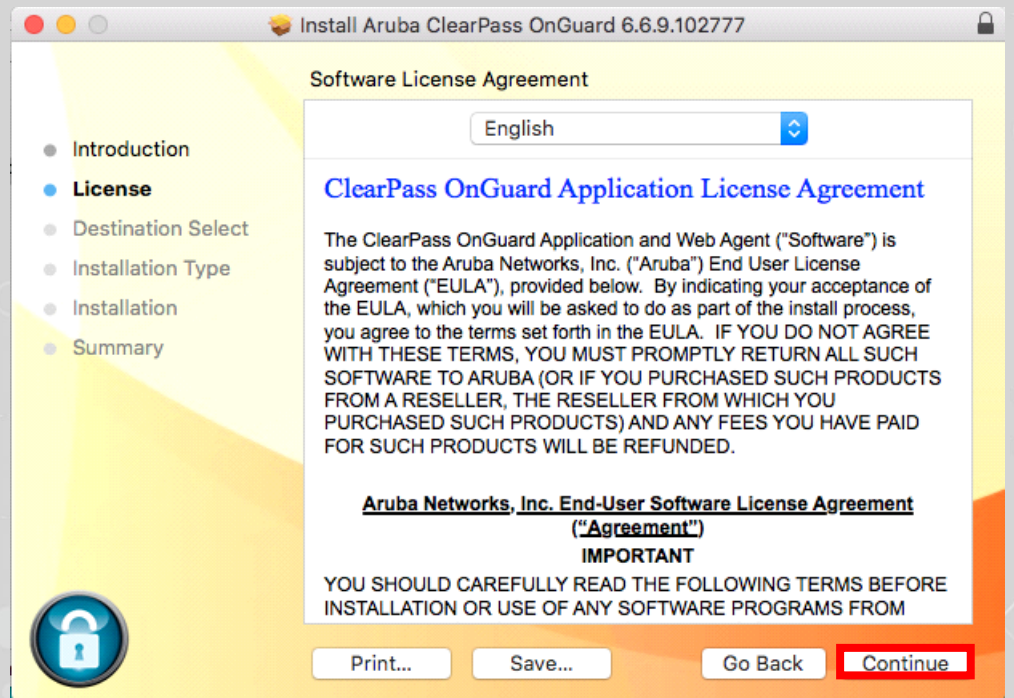 Install Aruba ClearPass OnGuard 6.6.9.102777
Software License Agreement
English
Introduction
License
Destination Select
Installation Type
Installation
Summary
ClearPass OnGuard Application License Agreement
The ClearPass OnGuard Application and Web Agent (“Software”) is
subject to the Aruba Networks, Inc. (“Aruba”) End User License
Agreement (“EULA”), provided below.  By indicating your acceptance of
the EULA, which you will be asked to do as part of the install process,
you agree to the terms set forth in the EULA.  IF YOU DO NOT AGREE
WITH THESE TERMS, YOU MUST PROMPTLY RETURN ALL SUCH
SOFTWARE TO ARUBA (OR IF YOU PURCHASED SUCH PRODUCTS
FROM A RESELLER, THE RESELLER FROM WHICH YOU
PURCHASED SUCH PRODUCTS) AND ANY FEES YOU HAVE PAID
FOR SUCH PRODUCTS WILL BE REFUNDED.
Aruba Networks, Inc. End-User Software License Agreement
(“Agreement”)
IMPORTANT
YOU SHOULD CAREFULLY READ THE FOLLOWING TERMS BEFORE
INSTALLATION OR USE OF ANY SOFTWARE PROGRAMS FROM
Print...
Save...
Go Back
Continue